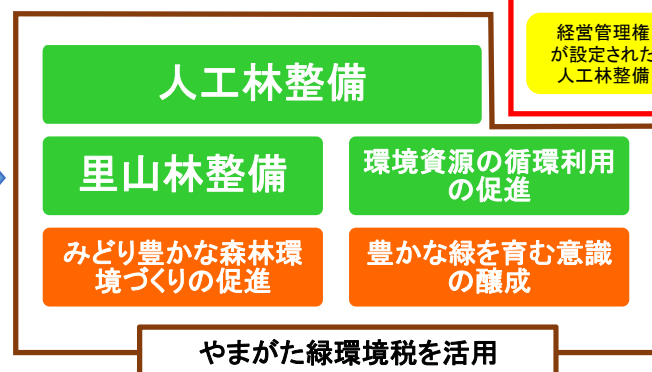 経営管理権
が設定された
人工林整備
人工林整備
里山林整備
環境資源の循環利用
の促進
みどり豊かな森林環
境づくりの促進
豊かな緑を育む意識
の醸成
やまがた緑環境税を活用